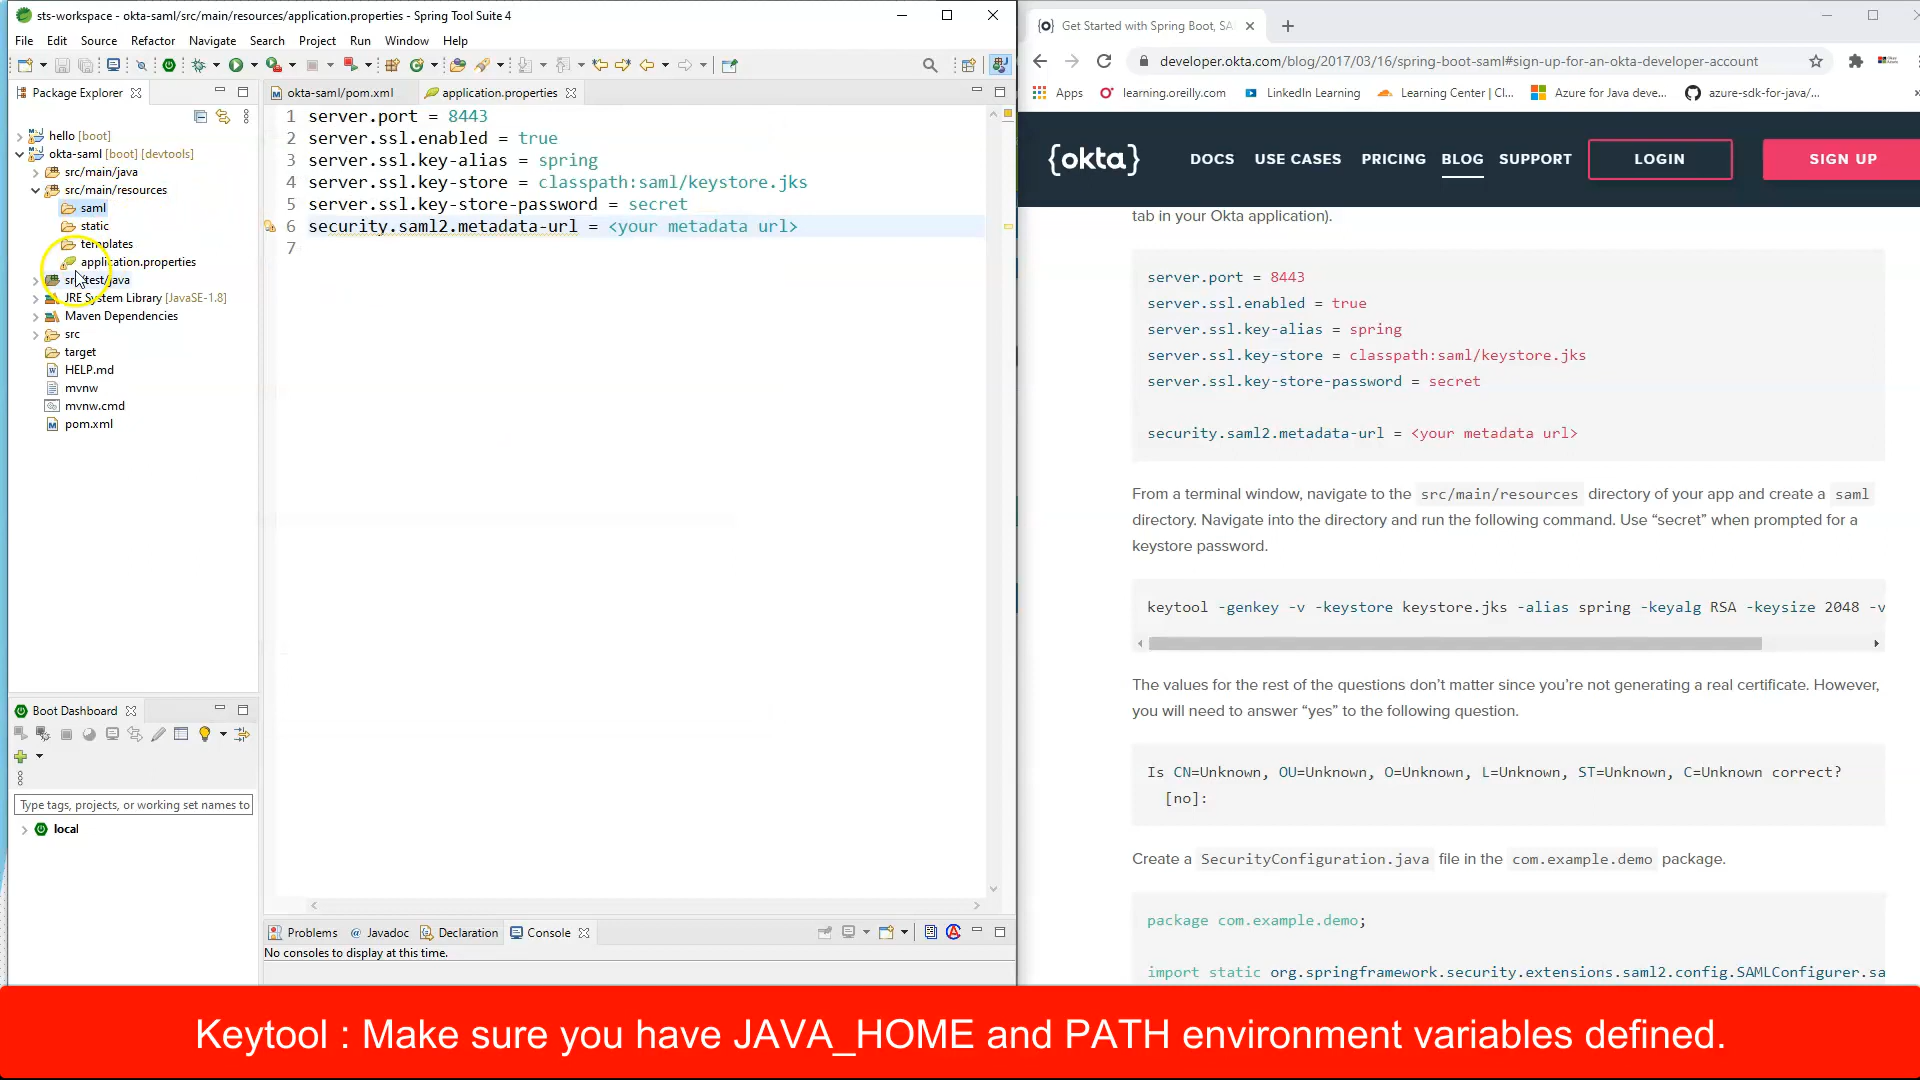 sts-workspace - okta-saml/src/main/resources/application.properties - Spring Tool Suite 4
File Edit Source Refactor Navigate Search Project Run Window Help
Package Explorer
hello [boot]
okta-saml [boot] [devtools]
src/main/java
src/main/resources
saml
static
templates
application.properties
src/test/java
JRE System Library [JavaSE-1.8]
Maven Dependencies
src
target
HELP.md
mvnw
mvnw.cmd
pom.xml
Boot Dashboard
Type tags, projects, or working set names to
local
okta-saml/pom.xml
application.properties
1 server.port = 8443
2 server.ssl.enabled = true
3 server.ssl.key-alias = spring
4 server.ssl.key-store = classpath:saml/keystore.jks
5 server.ssl.key-store-password = secret
6 security.saml2.metadata-url = <your metadata url>
7
Problems @ Javadoc Declaration Console
No consoles to display at this time.
Get Started with Spring Boot, SA
developer.okta.com/blog/2017/03/16/spring-boot-saml#sign-up-for-an-okta-developer-account
Apps learning.oreilly.com LinkedIn Learning Learning Center | Cl... Azure for Java deve... azure-sdk-for-java/...
{okta} DOCS USE CASES PRICING BLOG SUPPORT LOGIN SIGN UP
tab in your Okta application).
server.port = 8443
server.ssl.enabled = true
server.ssl.key-alias = spring
server.ssl.key-store = classpath:saml/keystore.jks
server.ssl.key-store-password = secret
security.saml2.metadata-url = <your metadata url>
From a terminal window, navigate to the src/main/resources directory of your app and create a saml
directory. Navigate into the directory and run the following command. Use “secret” when prompted for a
keystore password.
keytool -genkey -v -keystore keystore.jks -alias spring -keyalg RSA -keysize 2048 -v
The values for the rest of the questions don’t matter since you’re not generating a real certificate. However,
you will need to answer “yes” to the following question.
Is CN=Unknown, OU=Unknown, O=Unknown, L=Unknown, ST=Unknown, C=Unknown correct?
[no]:
Create a SecurityConfiguration.java file in the com.example.demo package.
package com.example.demo;
import static org.springframework.security.extensions.saml2.config.SAMLConfigurer.sa
Keytool : Make sure you have JAVA_HOME and PATH environment variables defined.